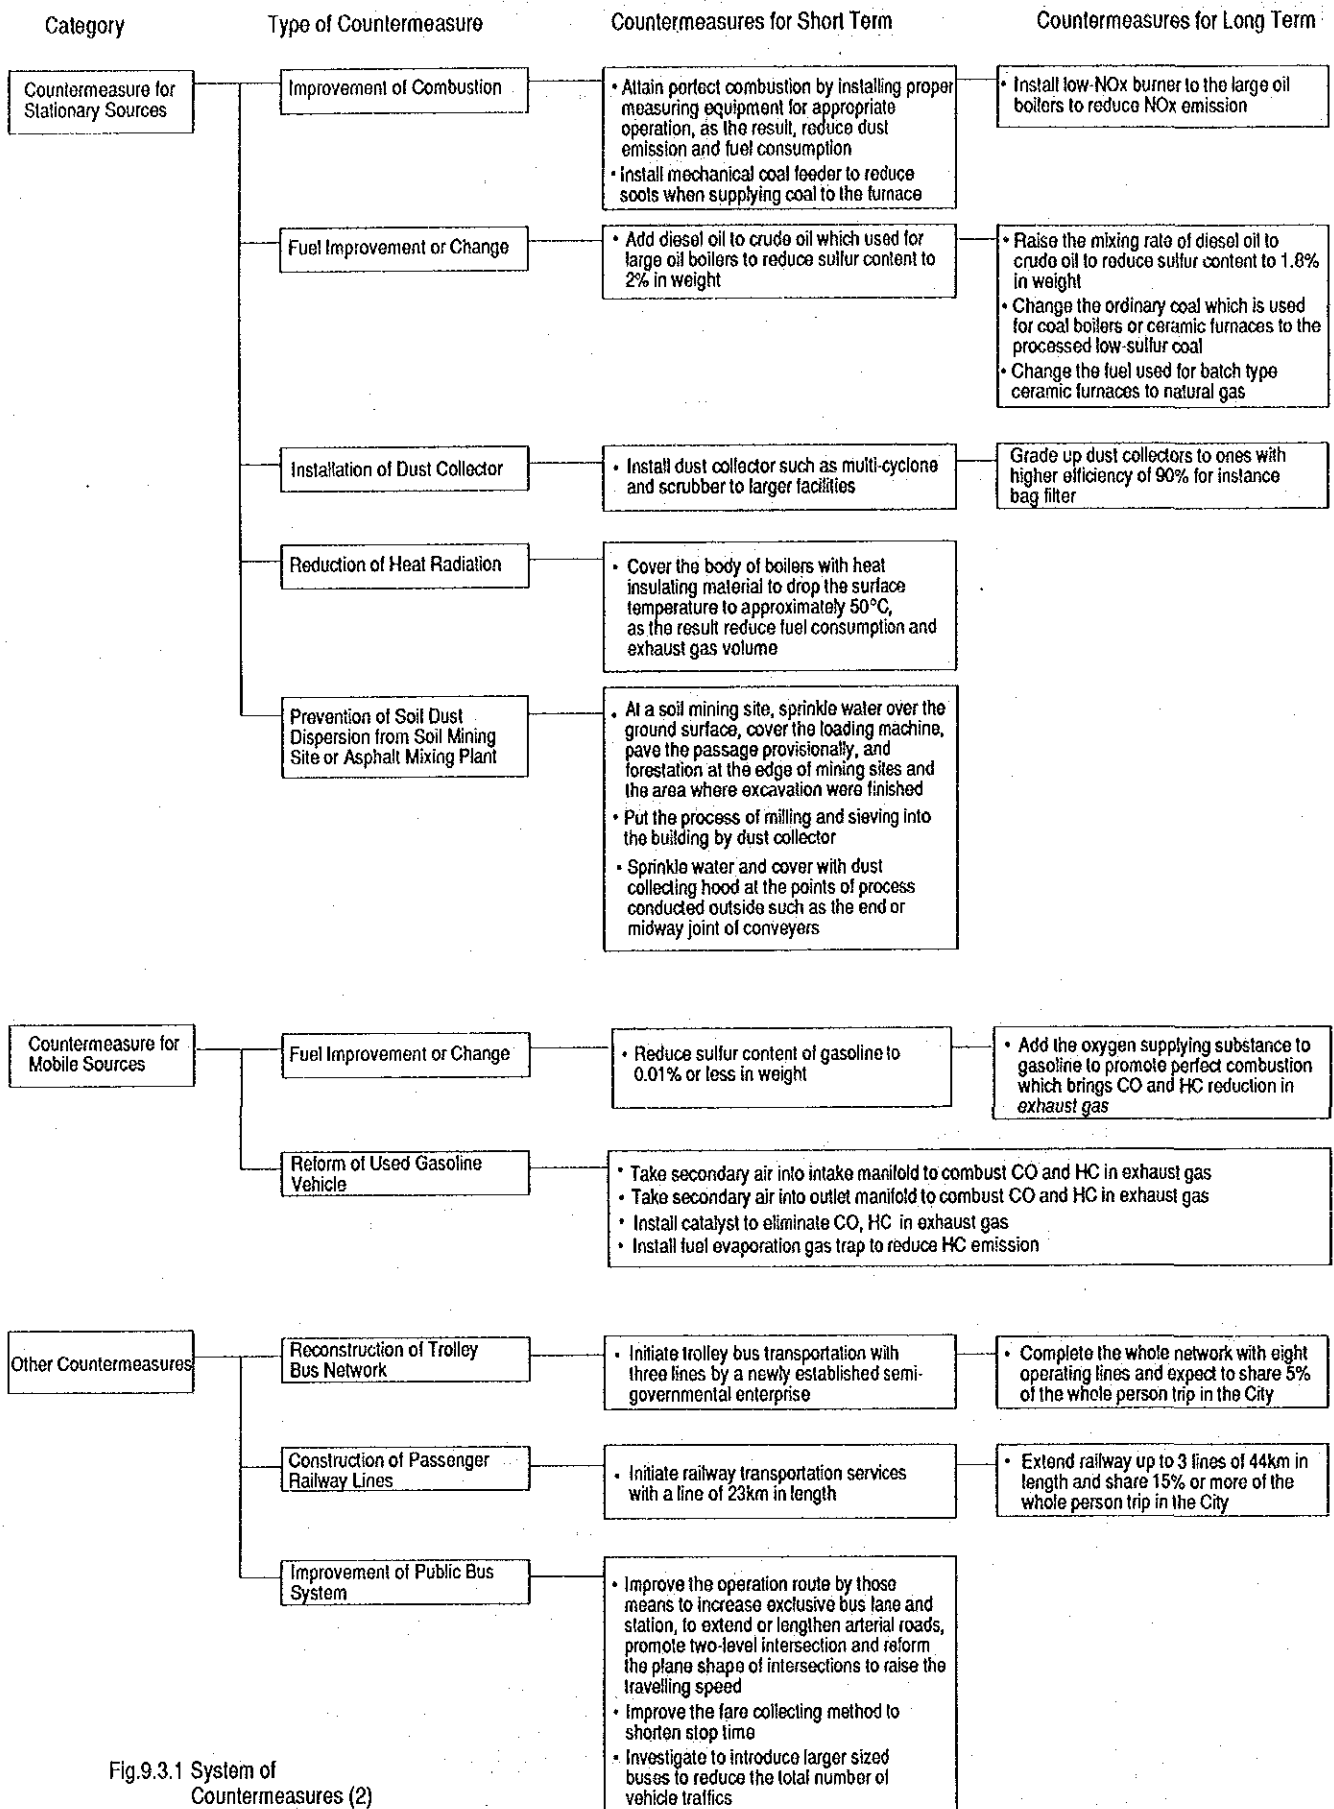 Category
Type of Countermeasure
Countermeasures for Short Term
Countermeasures for Long Term
Countermeasure for
Stationary Sources
Improvement of Combustion
• Attain perfect combustion by installing proper
measuring equipment for appropriate
operation, as the result, reduce dust
emission and fuel consumption
• Install mechanical coal feeder to reduce
soots when supplying coal to the furnace
• Install low-NOx burner to the large oil
boilers to reduce NOx emission
Fuel Improvement or Change
• Add diesel oil to crude oil which used for
large oil boilers to reduce sulfur content to
2% in weight
• Raise the mixing rate of diesel oil to
crude oil to reduce sulfur content to 1.8%
in weight
• Change the ordinary coal which is used
for coal boilers or ceramic furnaces to the
processed low-sulfur coal
• Change the fuel used for batch type
ceramic furnaces to natural gas
Installation of Dust Collector
• Install dust collector such as multi-cyclone
and scrubber to larger facilities
Grade up dust collectors to ones with
higher efficiency of 90% for instance
bag filter
Reduction of Heat Radiation
• Cover the body of boilers with heat
insulating material to drop the surface
temperature to approximately 50°C,
as the result reduce fuel consumption and
exhaust gas volume
Prevention of Soil Dust
Dispersion from Soil Mining
Site or Asphalt Mixing Plant
• At a soil mining site, sprinkle water over the
ground surface, cover the loading machine,
pave the passage provisionally, and
forestation at the edge of mining sites and
the area where excavation were finished
• Put the process of milling and sieving into
the building by dust collector
• Sprinkle water and cover with dust
collecting hood at the points of process
conducted outside such as the end or
midway joint of conveyers
Countermeasure for
Mobile Sources
Fuel Improvement or Change
• Reduce sulfur content of gasoline to
0.01% or less in weight
• Add the oxygen supplying substance to
gasoline to promote perfect combustion
which brings CO and HC reduction in
exhaust gas
Reform of Used Gasoline
Vehicle
• Take secondary air into intake manifold to combust CO and HC in exhaust gas
• Take secondary air into outlet manifold to combust CO and HC in exhaust gas
• Install catalyst to eliminate CO, HC in exhaust gas
• Install fuel evaporation gas trap to reduce HC emission
Other Countermeasures
Reconstruction of Trolley
Bus Network
• Initiate trolley bus transportation with
three lines by a newly established semi-
governmental enterprise
• Complete the whole network with eight
operating lines and expect to share 5%
of the whole person trip in the City
Construction of Passenger
Railway Lines
• Initiate railway transportation services
with a line of 23km in length
• Extend railway up to 3 lines of 44km in
length and share 15% or more of the
whole person trip in the City
Improvement of Public Bus
System
• Improve the operation route by those
means to increase exclusive bus lane and
station, to extend or lengthen arterial roads,
promote two-level intersection and reform
the plane shape of intersections to raise the
travelling speed
• Improve the fare collecting method to
shorten stop time
• Investigate to introduce larger sized
buses to reduce the total number of
vehicle traffics
Fig.9.3.1 System of
Countermeasures (2)